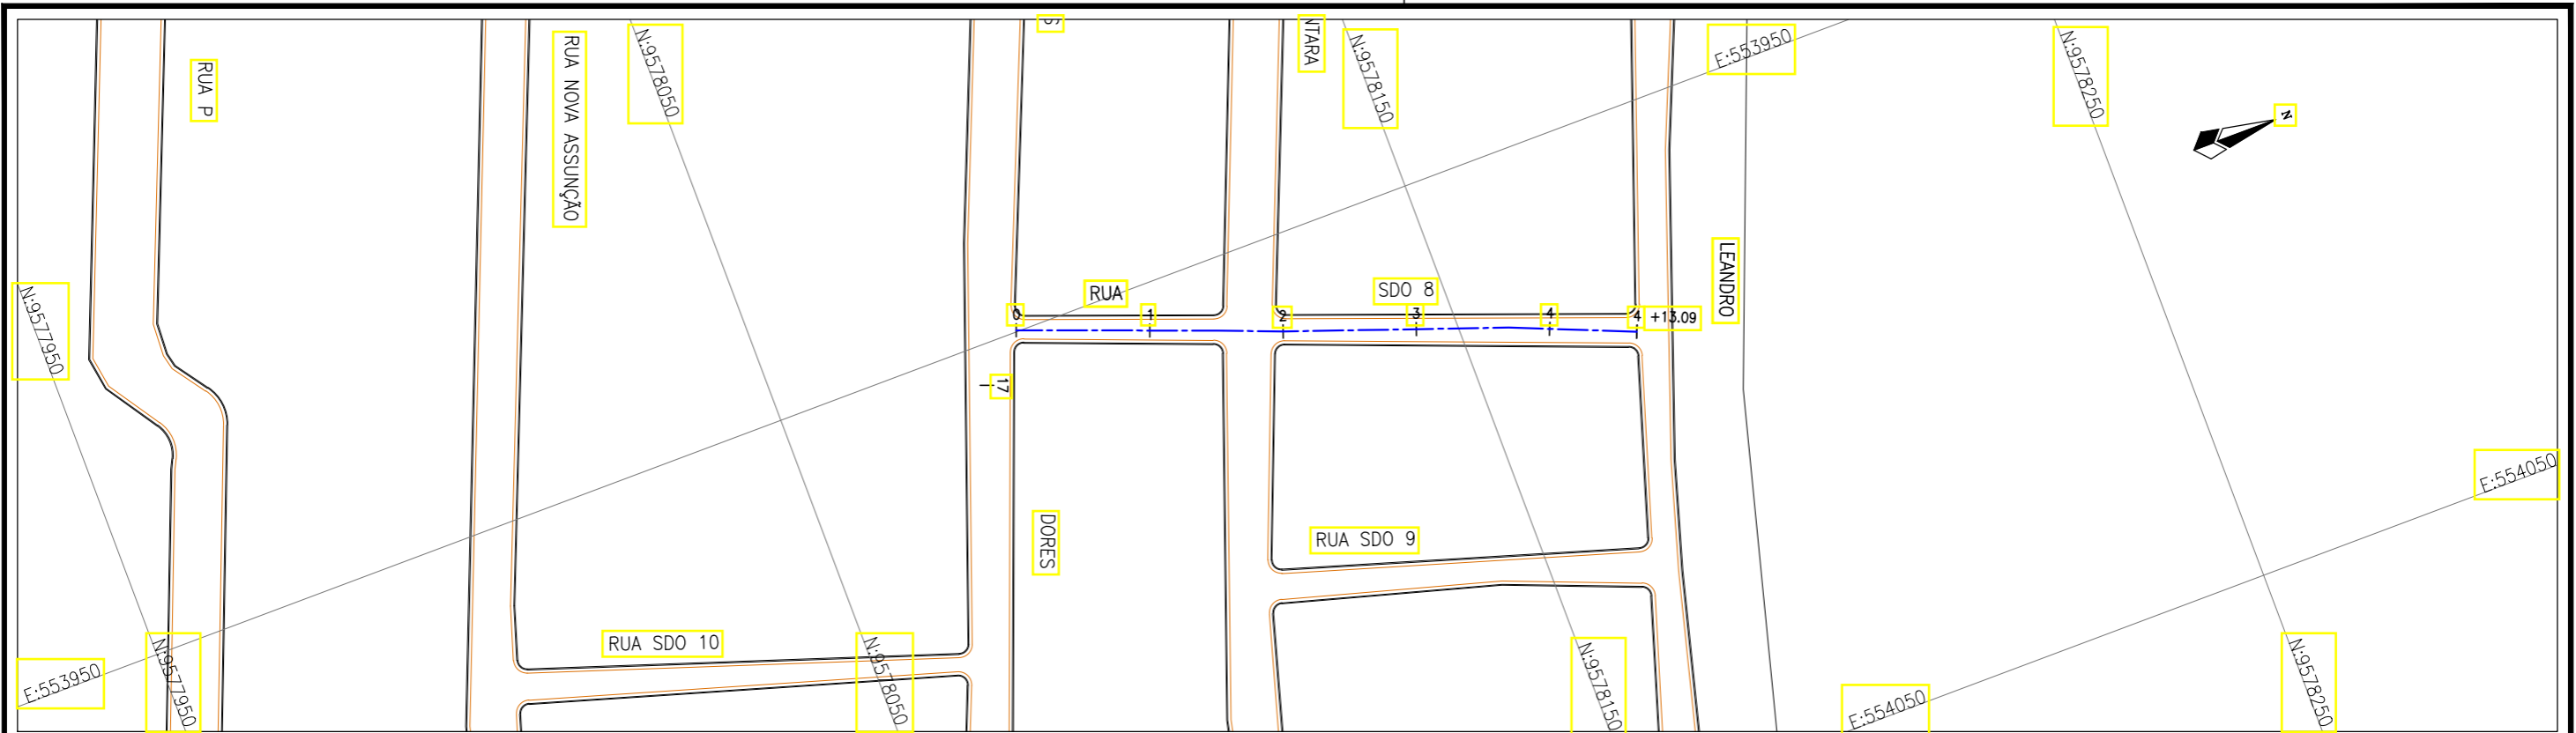 RUA P
RUA NOVA ASSUNÇÃO
N:9578050
S
NTARA
N:9578150
E:553950
N:9578250
N
LEANDRO
N:9577950
RUA
SDO 8
0
1
2
3
4
4 +13.09
17
E:554050
DORES
RUA SDO 9
RUA SDO 10
E:553950
N:9577950
N:9578050
N:9578150
E:554050
N:9578250